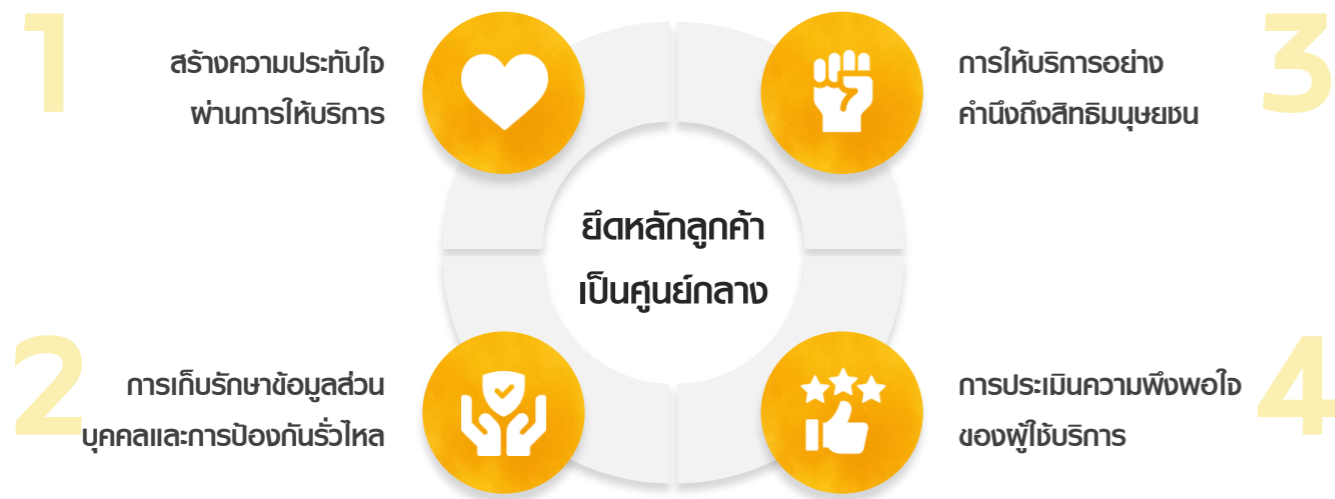 1
สร้างความประทับใจ
ผ่านการให้บริการ
2
การเก็บรักษาข้อมูลส่วน
บุคคลและการป้องกันรั่วไหล
ยึดหลักลูกค้า
เป็นศูนย์กลาง
3
การให้บริการอย่าง
คำนึงถึงสิทธิมนุษยชน
4
การประเมินความพึงพอใจ
ของผู้ใช้บริการ